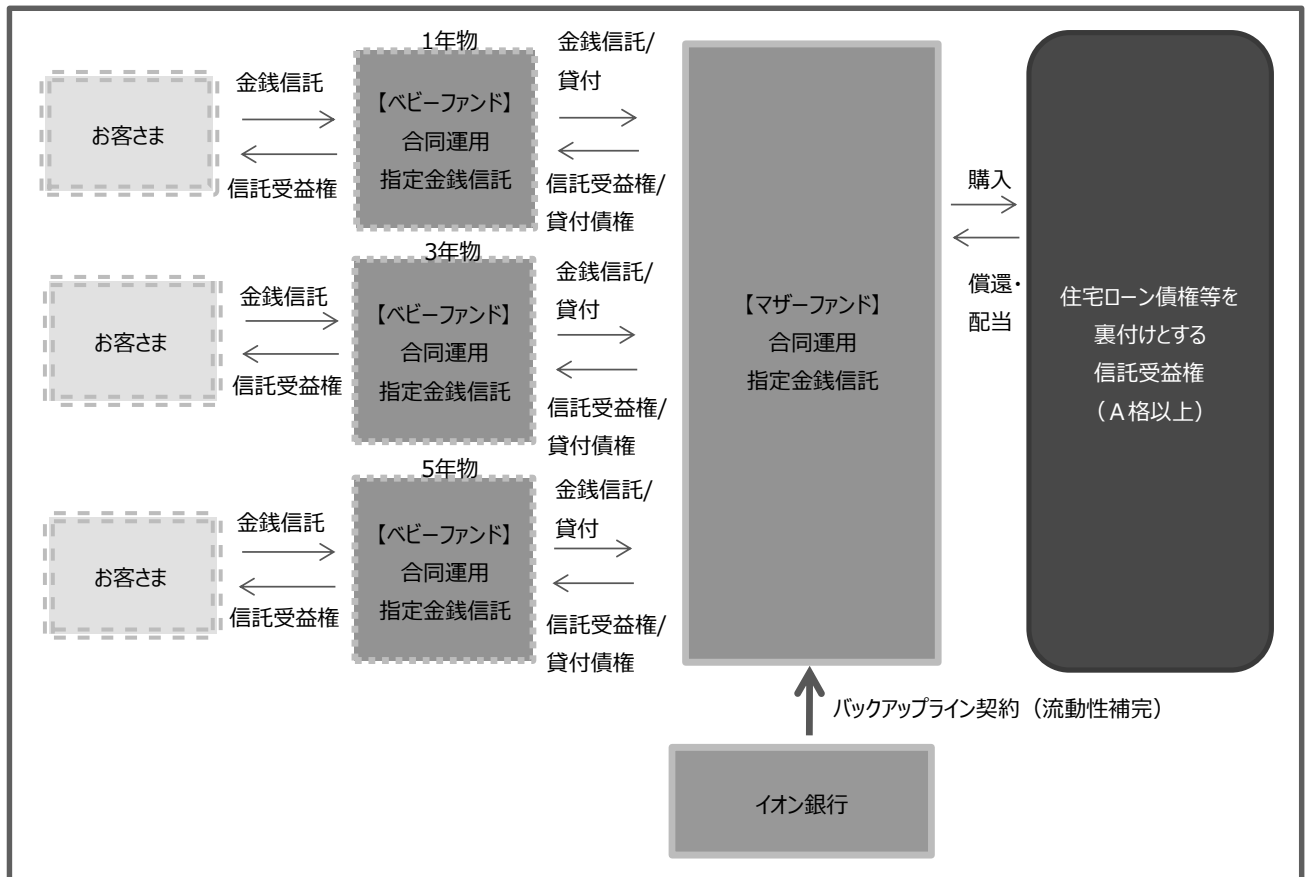 1年物
金銭信託/
貸付
金銭信託
【ベビーファンド】
合同運用
指定金銭信託
お客さま
信託受益権
信託受益権/
貸付債権
3年物
金銭信託/
貸付
金銭信託
【ベビーファンド】
合同運用
指定金銭信託
お客さま
信託受益権
信託受益権/
貸付債権
5年物
金銭信託/
貸付
金銭信託
【ベビーファンド】
合同運用
指定金銭信託
お客さま
信託受益権
信託受益権/
貸付債権
【マザーファンド】
合同運用
指定金銭信託
購入
償還・
配当
住宅ローン債権等を
裏付けとする
信託受益権
（A格以上）
バックアップライン契約（流動性補完）
イオン銀行